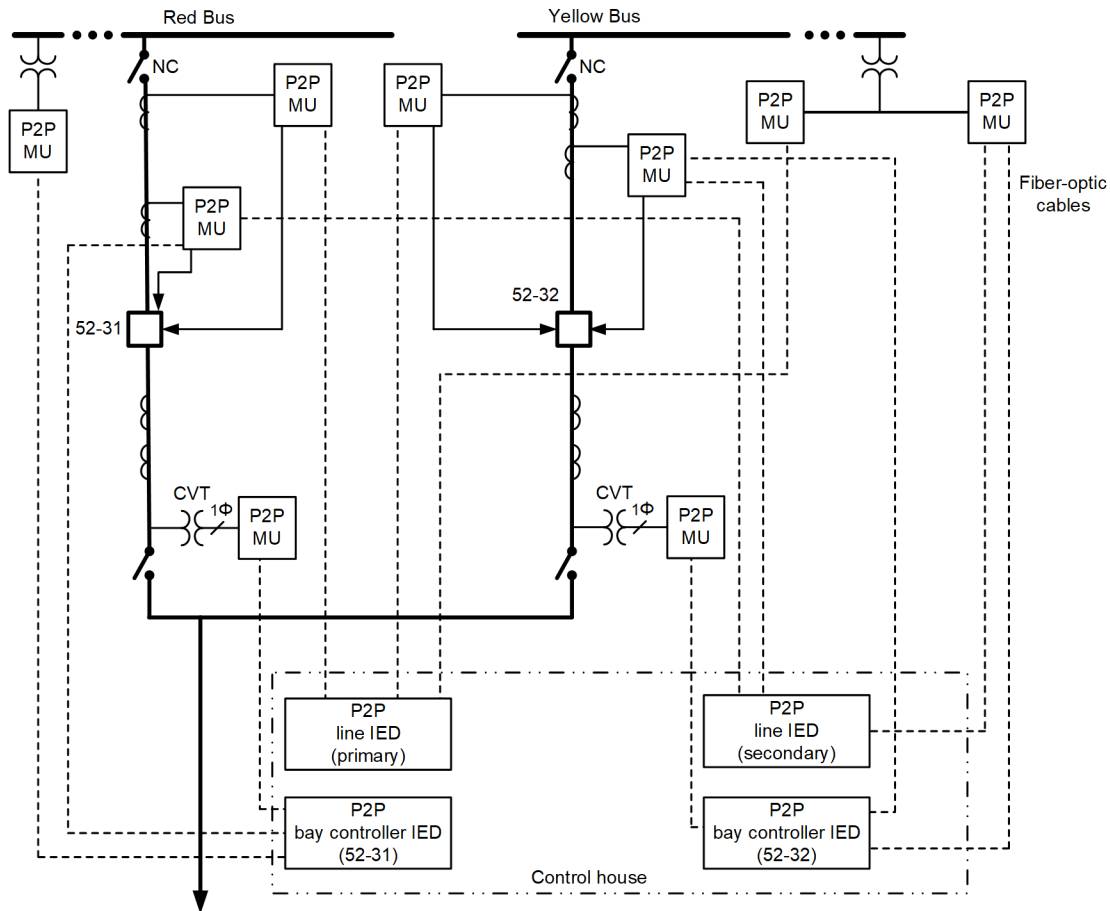 Red Bus
Yellow Bus
NC
NC
P2P
MU
P2P
MU
P2P
MU
P2P
MU
P2P
MU
P2P
MU
P2P
MU
Fiber-optic
cables
P2P
MU
52-31
52-32
CVT
1Φ
P2P
MU
CVT
1Φ
P2P
MU
P2P
line IED
(primary)
P2P
line IED
(secondary)
P2P
bay controller IED
(52-31)
P2P
bay controller IED
(52-32)
Control house